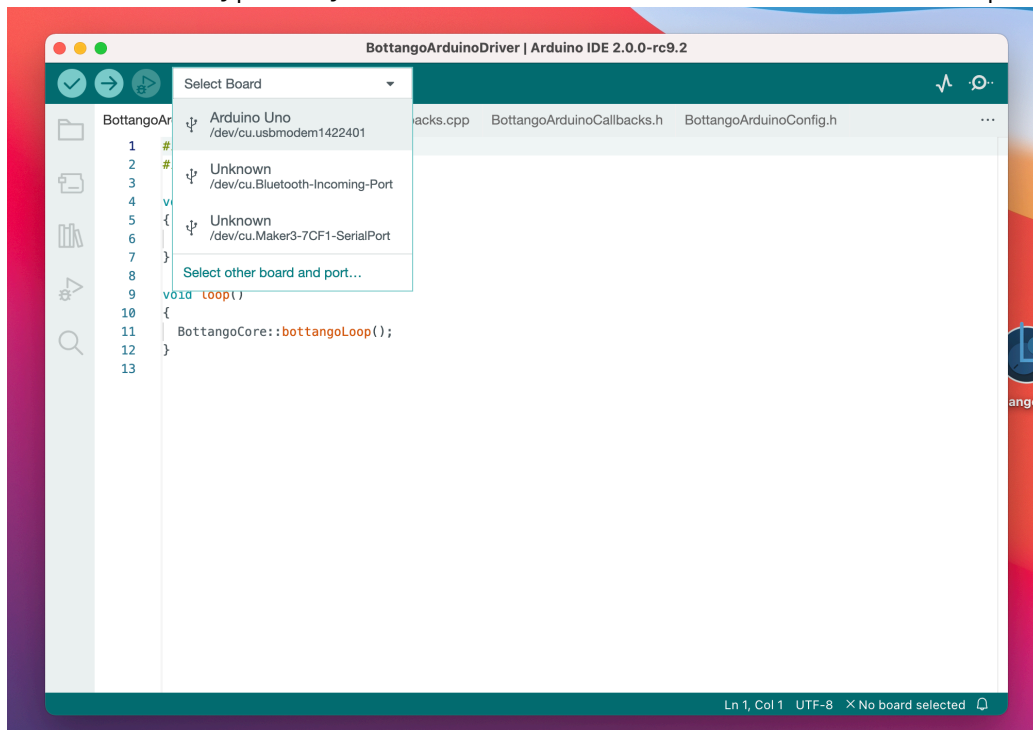 BottangoArduinoDriver | Arduino IDE 2.0.0-rc9.2
Select Board
BottangoAr
acks.cpp
BottangoArduinoCallbacks.h
BottangoArduinoConfig.h
...
Arduino Uno
/dev/cu.usbmodem1422401
Unknown
/dev/cu.Bluetooth-Incoming-Port
Unknown
/dev/cu.Maker3-7CF1-SerialPort
Select other board and port...
1 #
2 #
3
4 v
5 {
6
7 }
8
9 void loop()
10 {
11 BottangoCore::bottangoLoop();
12 }
13
ang
Ln 1, Col 1 UTF-8 × No board selected